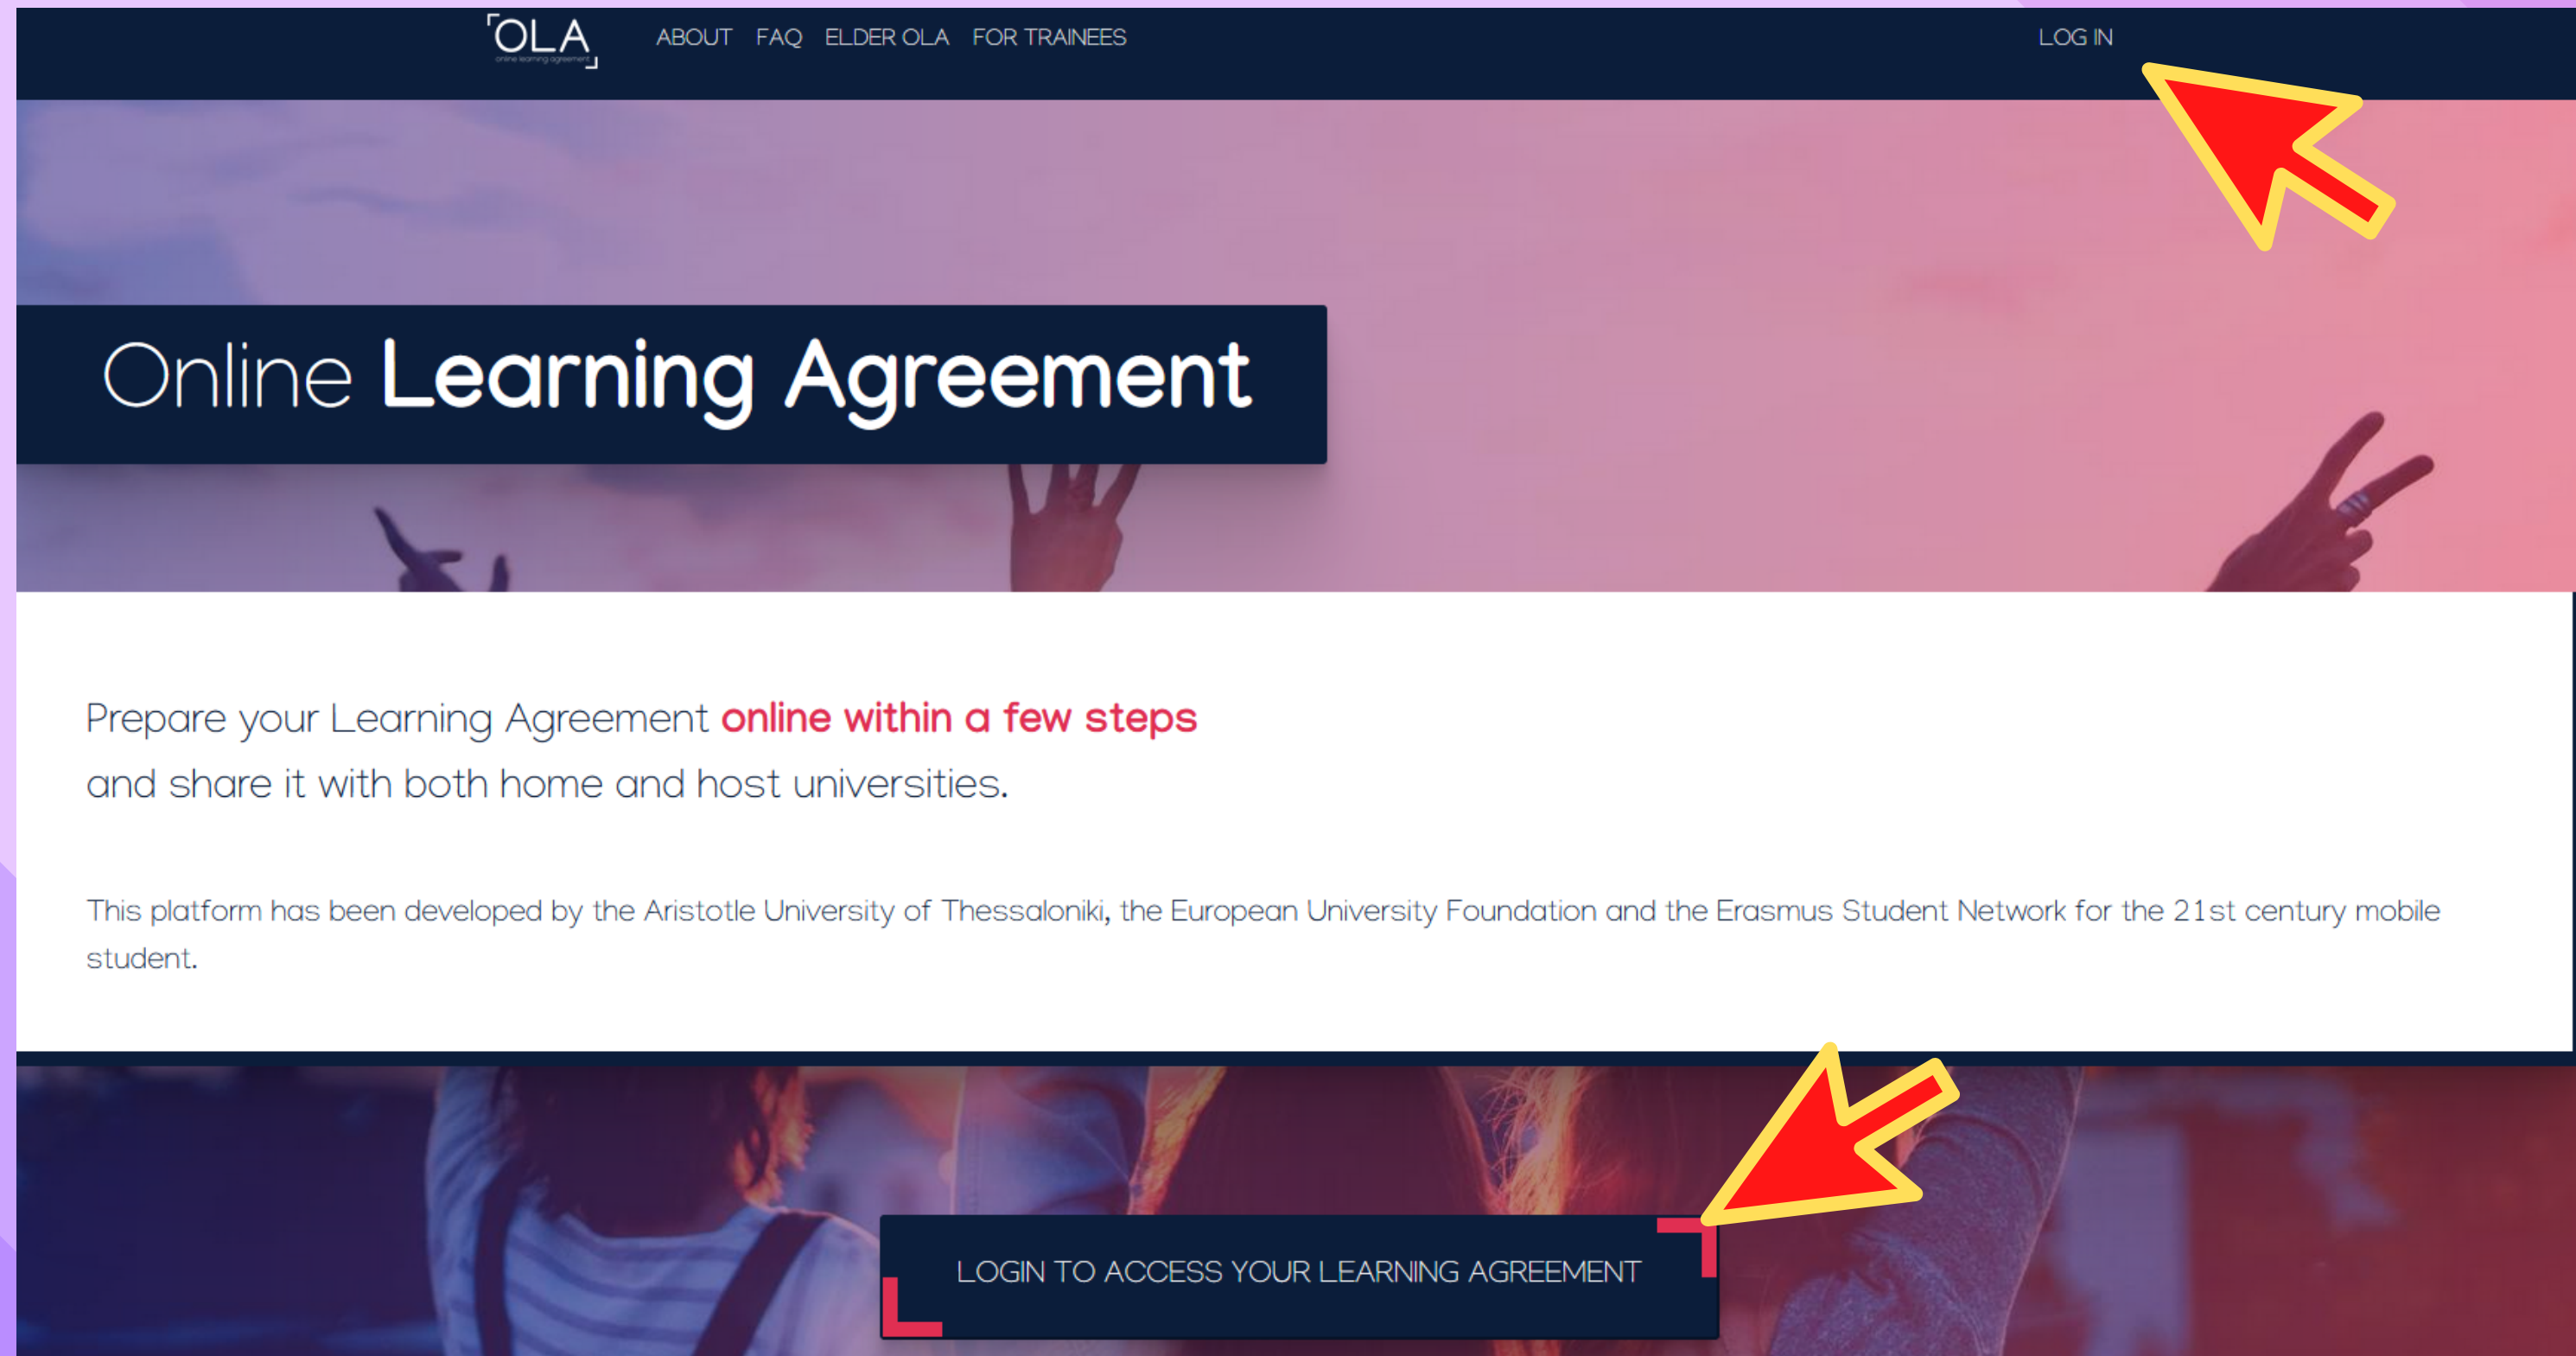 OLA
online learning agreement
ABOUT FAQ ELDER OLA FOR TRAINEES
LOG IN
Online Learning Agreement
Prepare your Learning Agreement online within a few steps
and share it with both home and host universities.
This platform has been developed by the Aristotle University of Thessaloniki, the European University Foundation and the Erasmus Student Network for the 21st century mobile
student.
LOGIN TO ACCESS YOUR LEARNING AGREEMENT